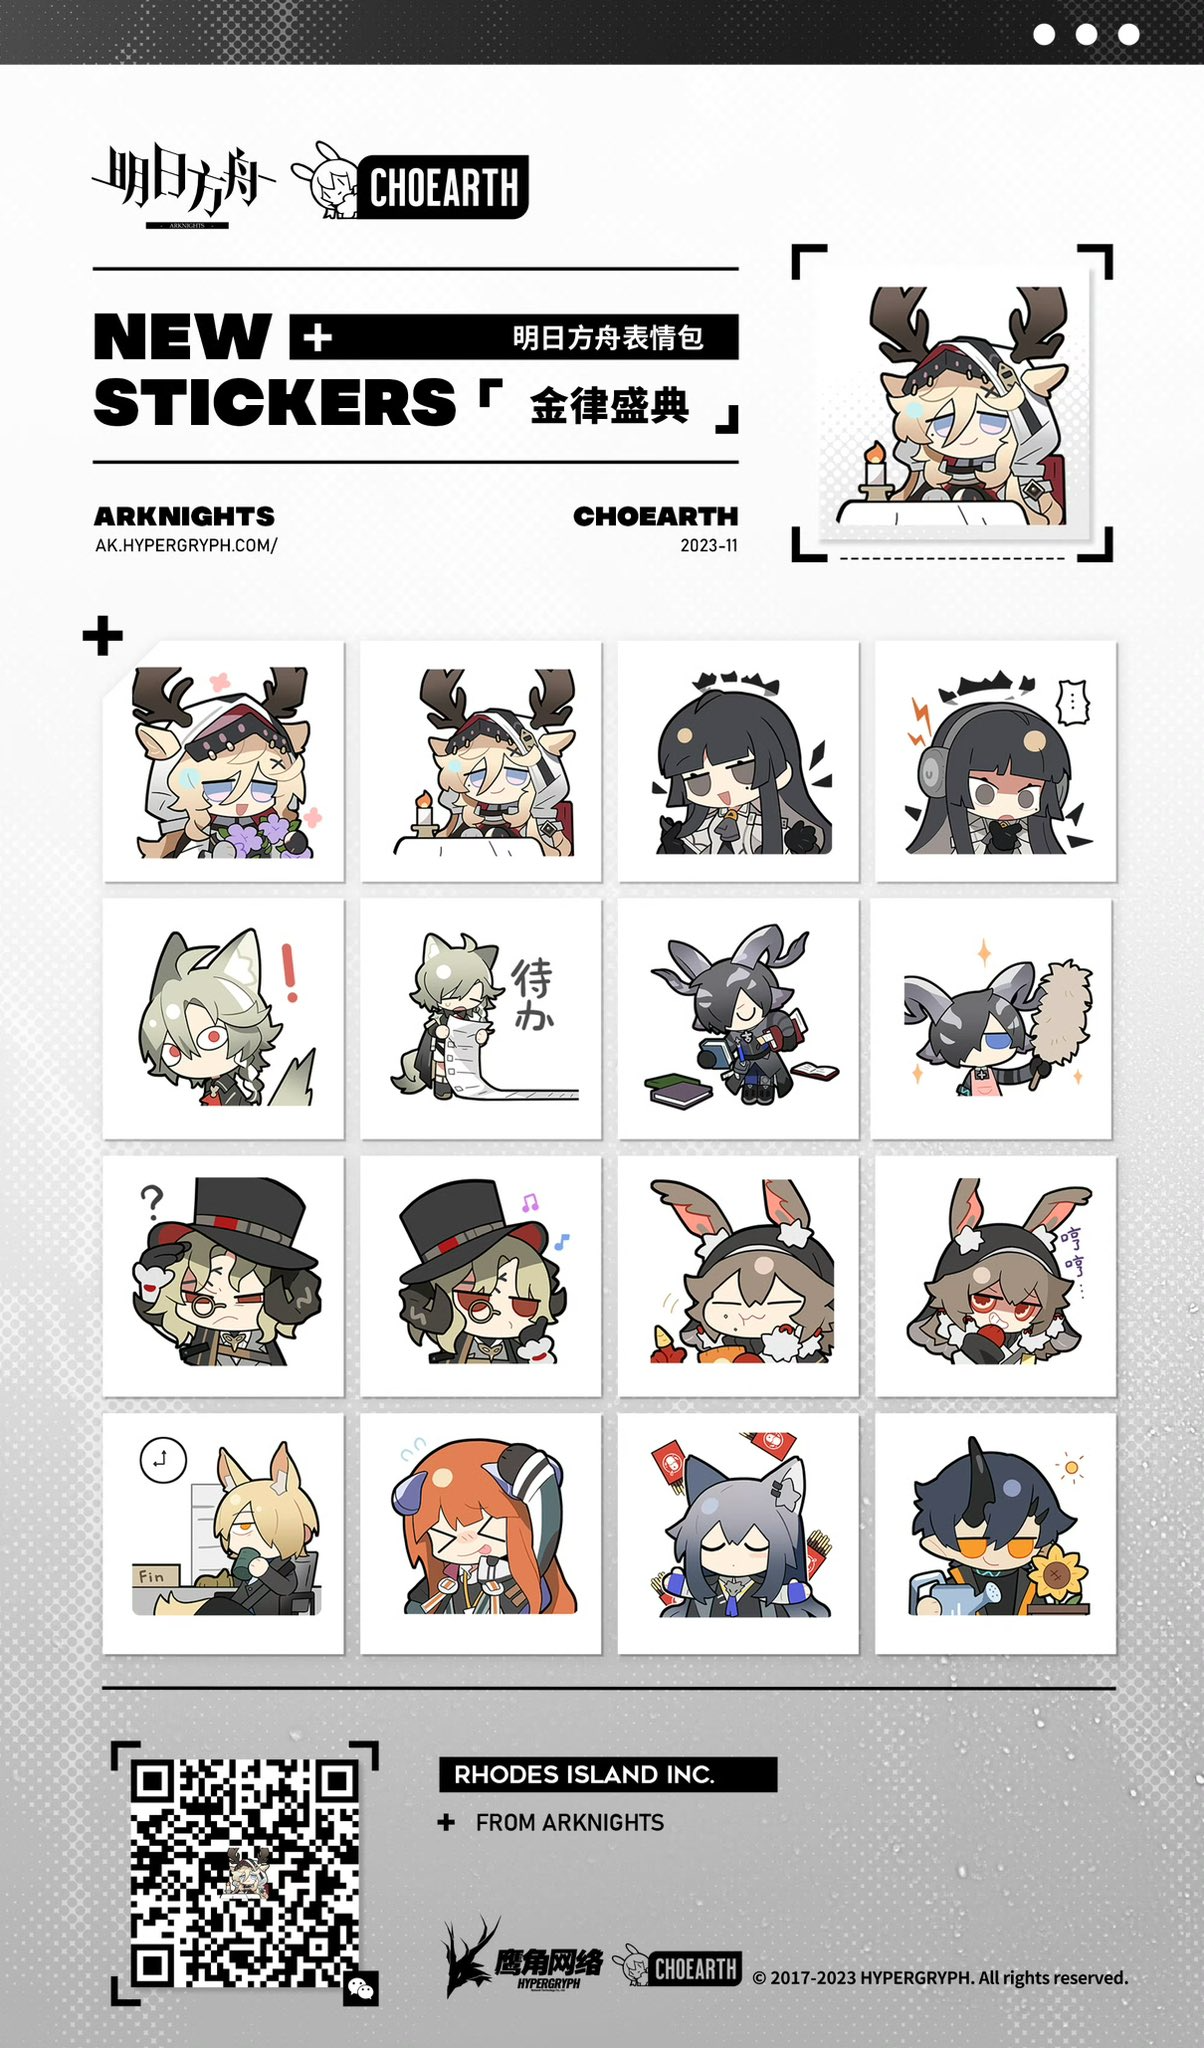 明日方舟
ARKNIGHTS
CHOEARTH
NEW
明日方舟表情包
STICKERS「 金律盛典 」
ARKNIGHTS
CHOEARTH
AK.HYPERGRYPH.COM/
2023-11
...
!
待办
?
哼哼...
Fin
RHODES ISLAND INC.
FROM ARKNIGHTS
鹰角网络
HYPERGRYPH
CHOEARTH
© 2017-2023 HYPERGRYPH. All rights reserved.